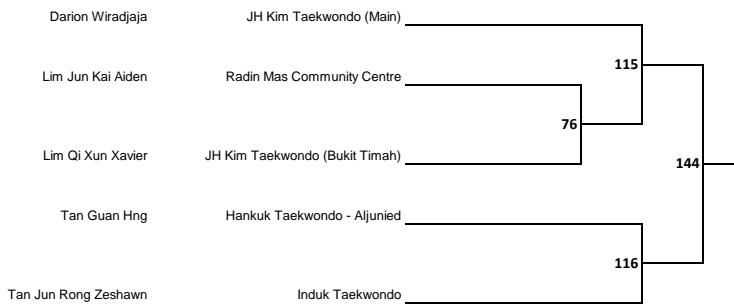 Darion Wiradjaja JH Kim Taekwondo (Main)
115
Lim Jun Kai Aiden Radin Mas Community Centre
76
Lim Qi Xun Xavier JH Kim Taekwondo (Bukit Timah)
144
Tan Guan Hng Hankuk Taekwondo - Aljunied
116
Tan Jun Rong Zeshawn Induk Taekwondo